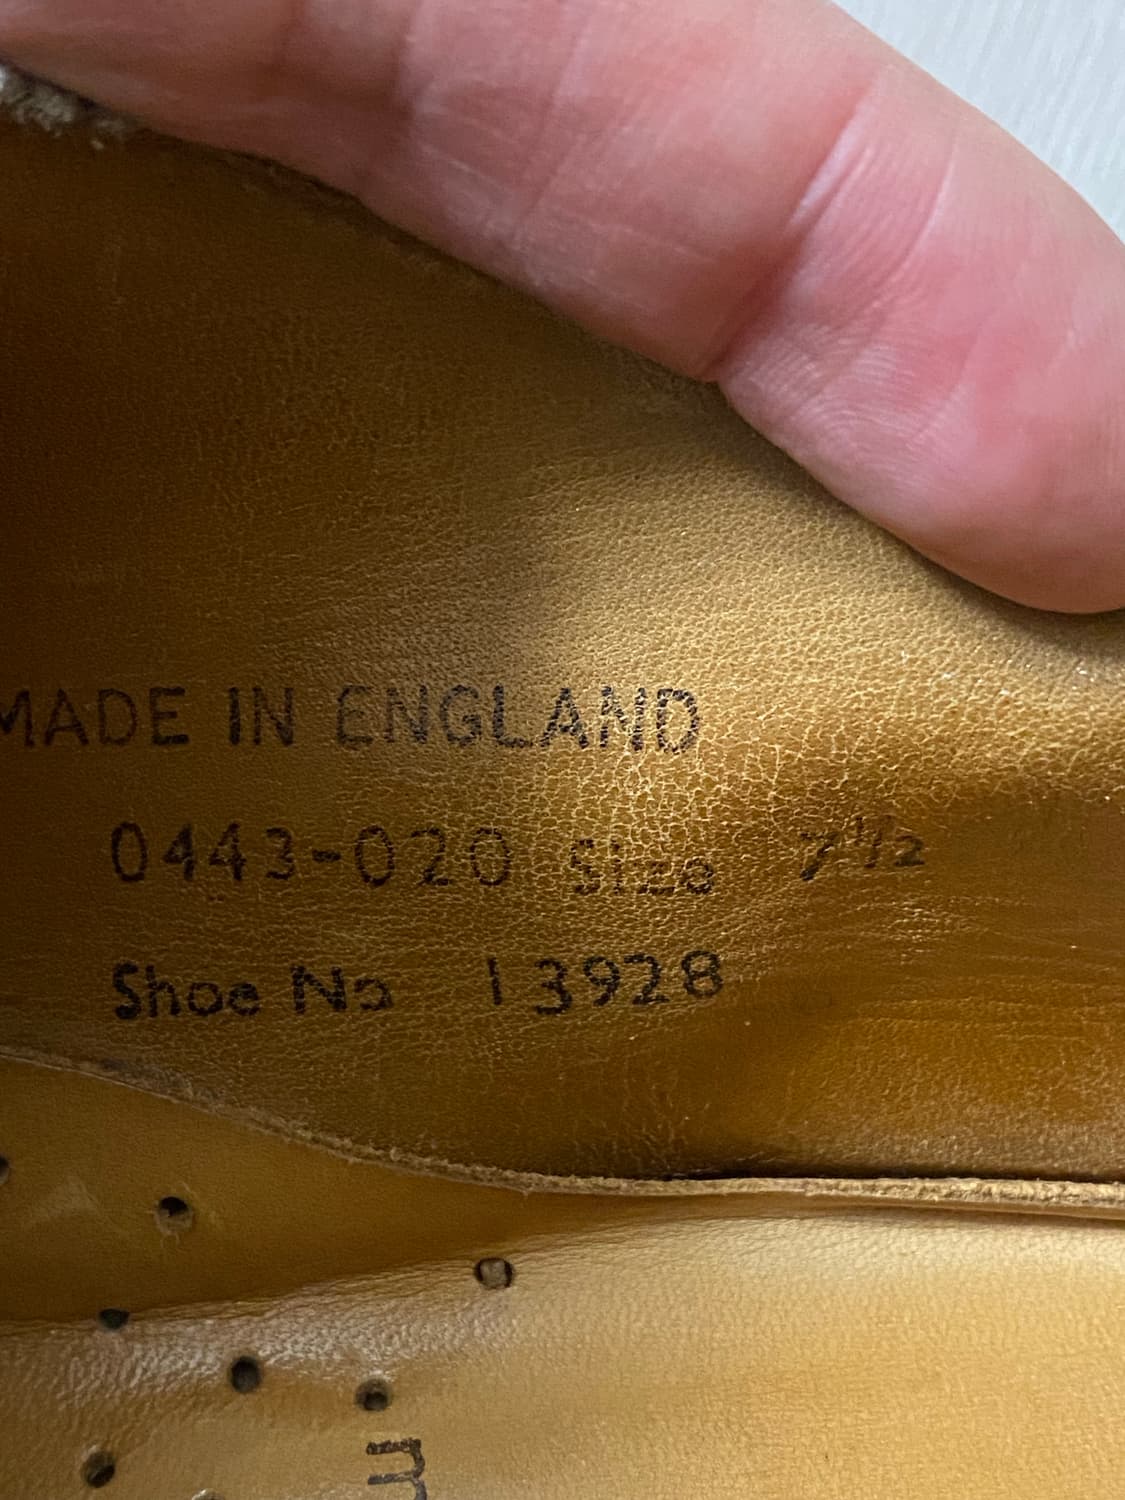 MADE IN ENGLAND
0443-020 Size 7½
Shoe No 13928
m